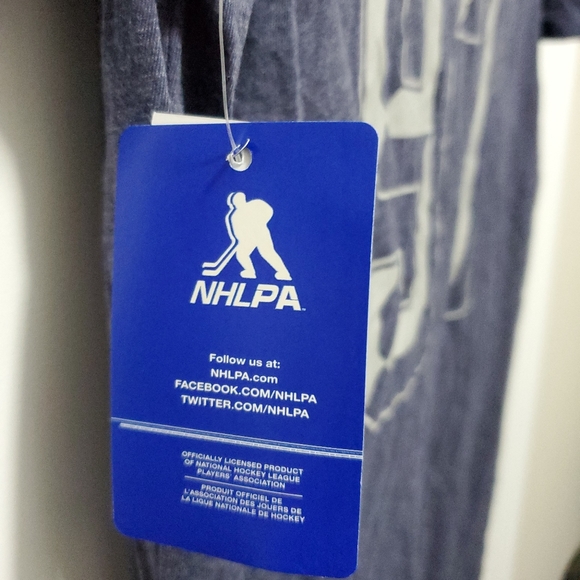 NHLPA
Follow us at:
NHLPA.com
FACEBOOK.COM/NHLPA
TWITTER.COM/NHLPA
OFFICIALLY LICENSED PRODUCT
OF NATIONAL HOCKEY LEAGUE
PLAYERS' ASSOCIATION
PRODUIT OFFICIEL DE
L'ASSOCIATION DES JOUERS DE
LA LIGUE NATIONALE DE HOCKEY